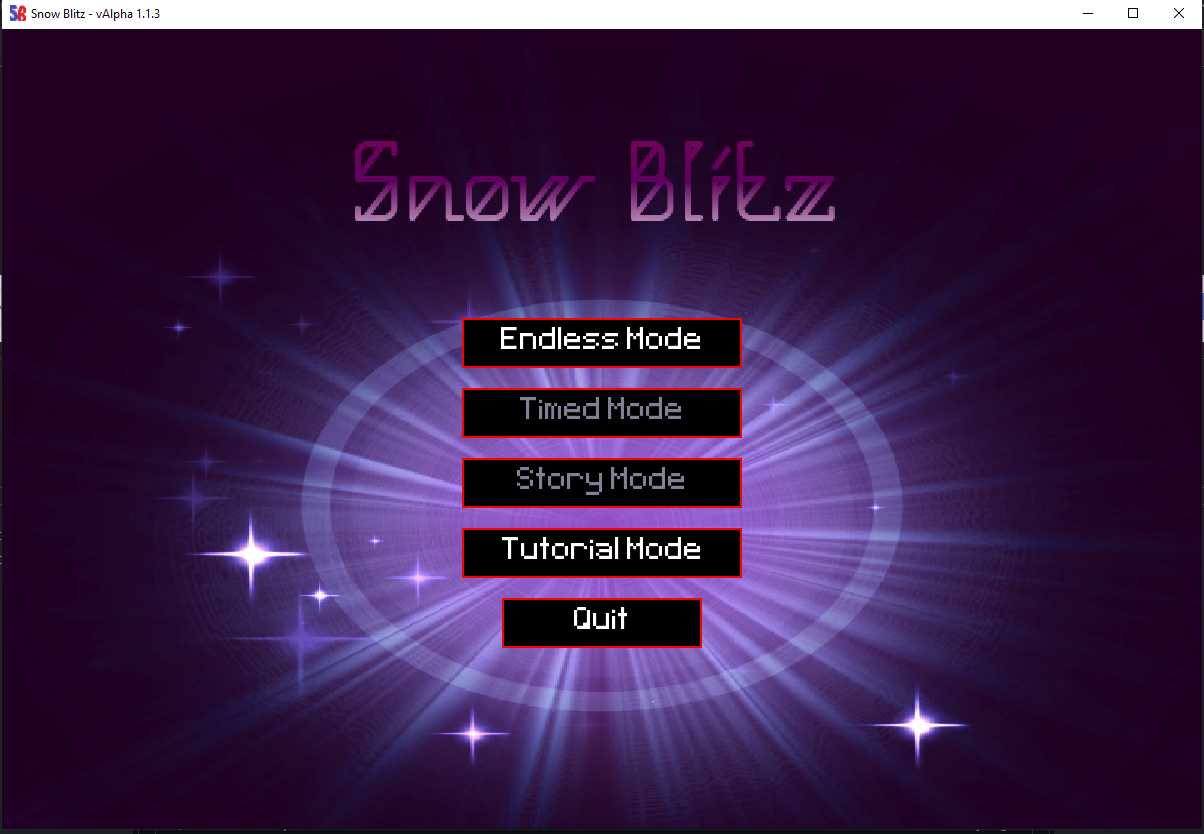 Snow Blitz - vAlpha 1.1.3
Snow Blitz
Endless Mode
Timed Mode
Story Mode
Tutorial Mode
Quit